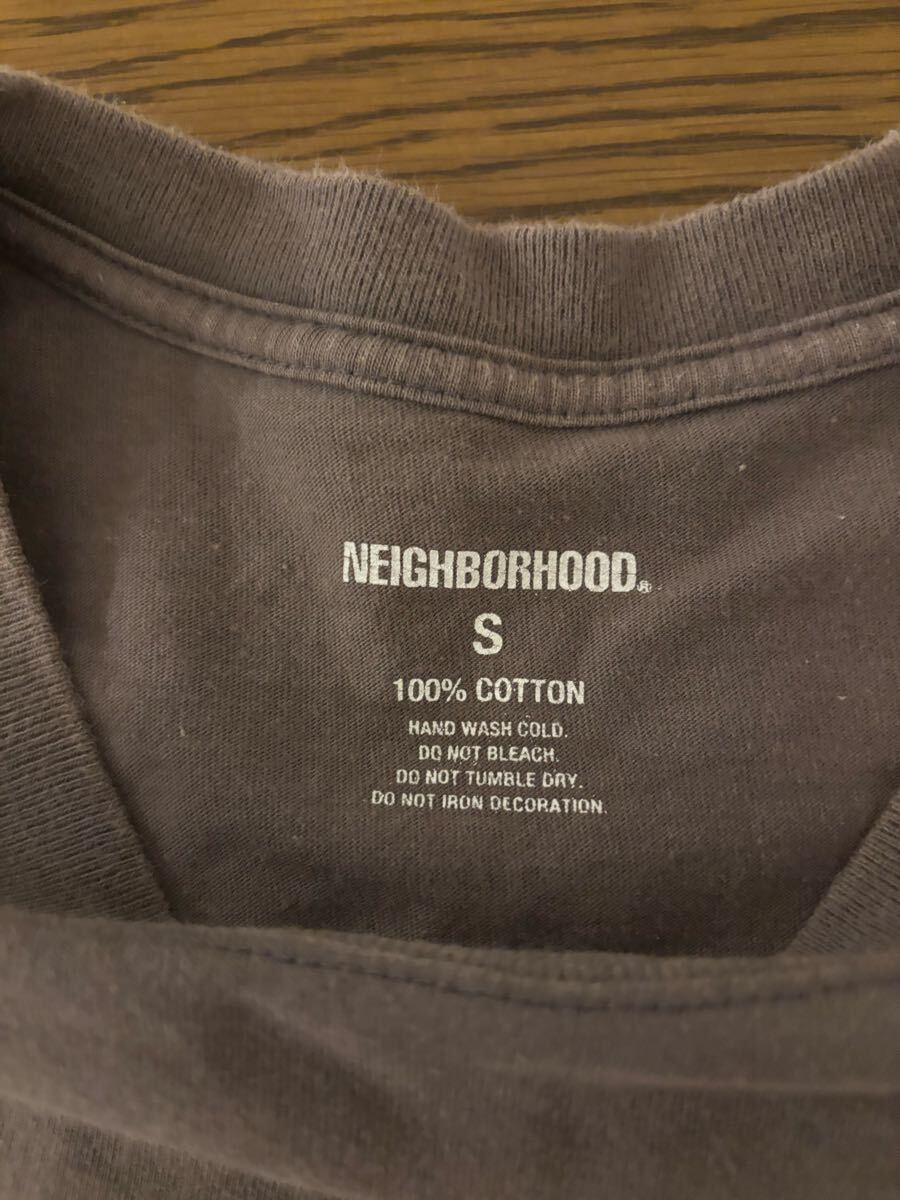 NEIGHBORHOOD®
S
100% COTTON
HAND WASH COLD.
DO NOT BLEACH.
DO NOT TUMBLE DRY.
DO NOT IRON DECORATION.